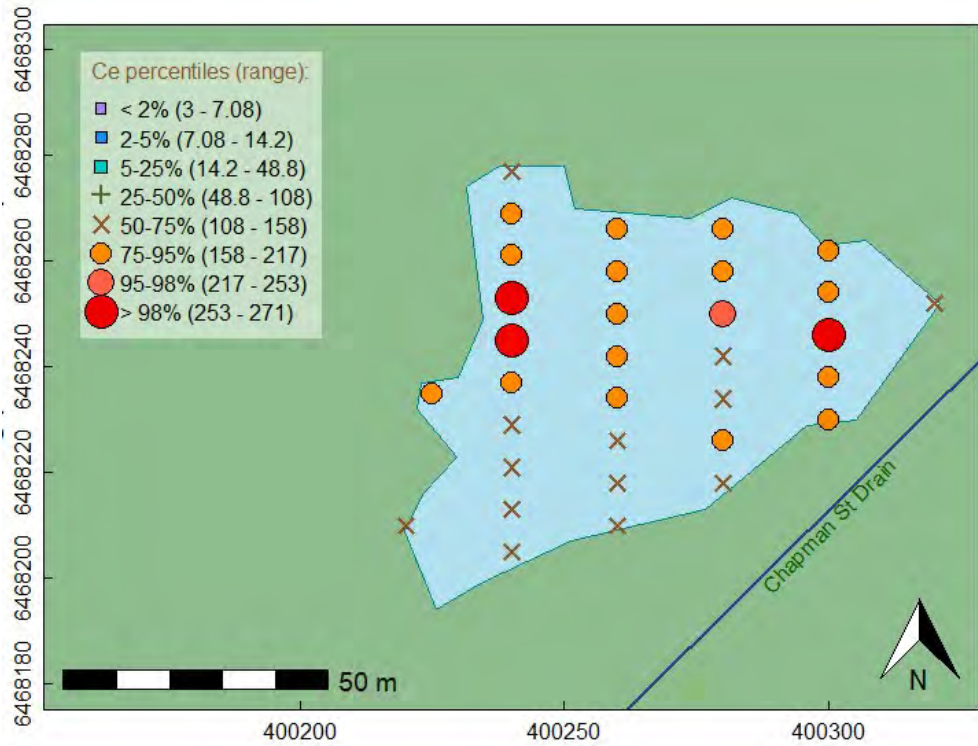 Ce percentiles (range):
< 2% (3 - 7.08)
2-5% (7.08 - 14.2)
5-25% (14.2 - 48.8)
25-50% (48.8 - 108)
50-75% (108 - 158)
75-95% (158 - 217)
95-98% (217 - 253)
> 98% (253 - 271)
6468300
6468280
6468260
6468240
6468220
6468200
6468180
Chapman St Drain
50 m
N
400200
400250
400300